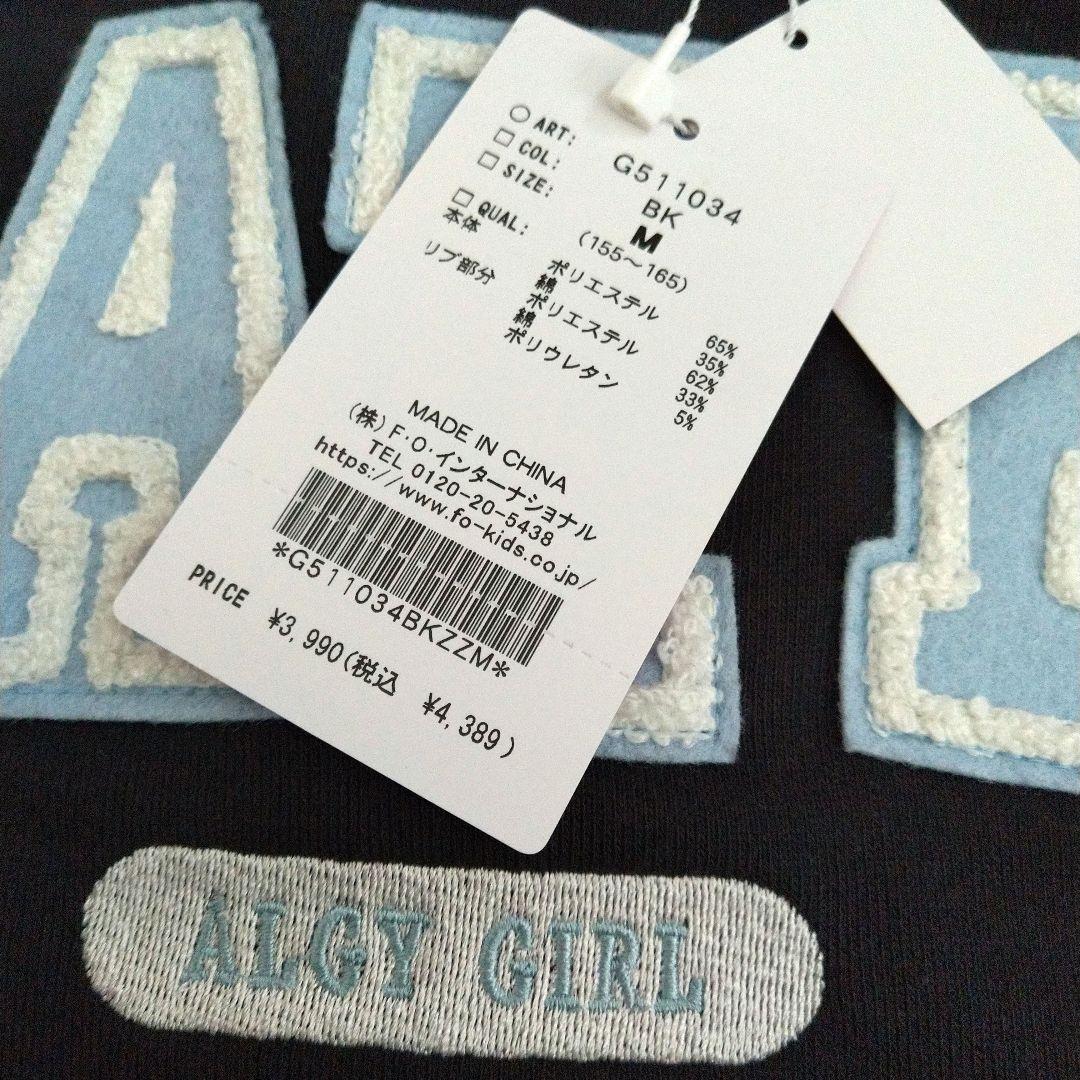 ART: G511034
COL: BK
SIZE: M
(155～165)
QUAL:
本体 ポリエステル 65%
綿 35%
リブ部分 ポリエステル 62%
綿 33%
ポリウレタン 5%
MADE IN CHINA
(株)F・O・インターナショナル
TEL 0120-20-5438
https://www.fo-kids.co.jp/
*G511034BKZZM*
PRICE ¥3,990(税込 ¥4,389)
ALGY GIRL